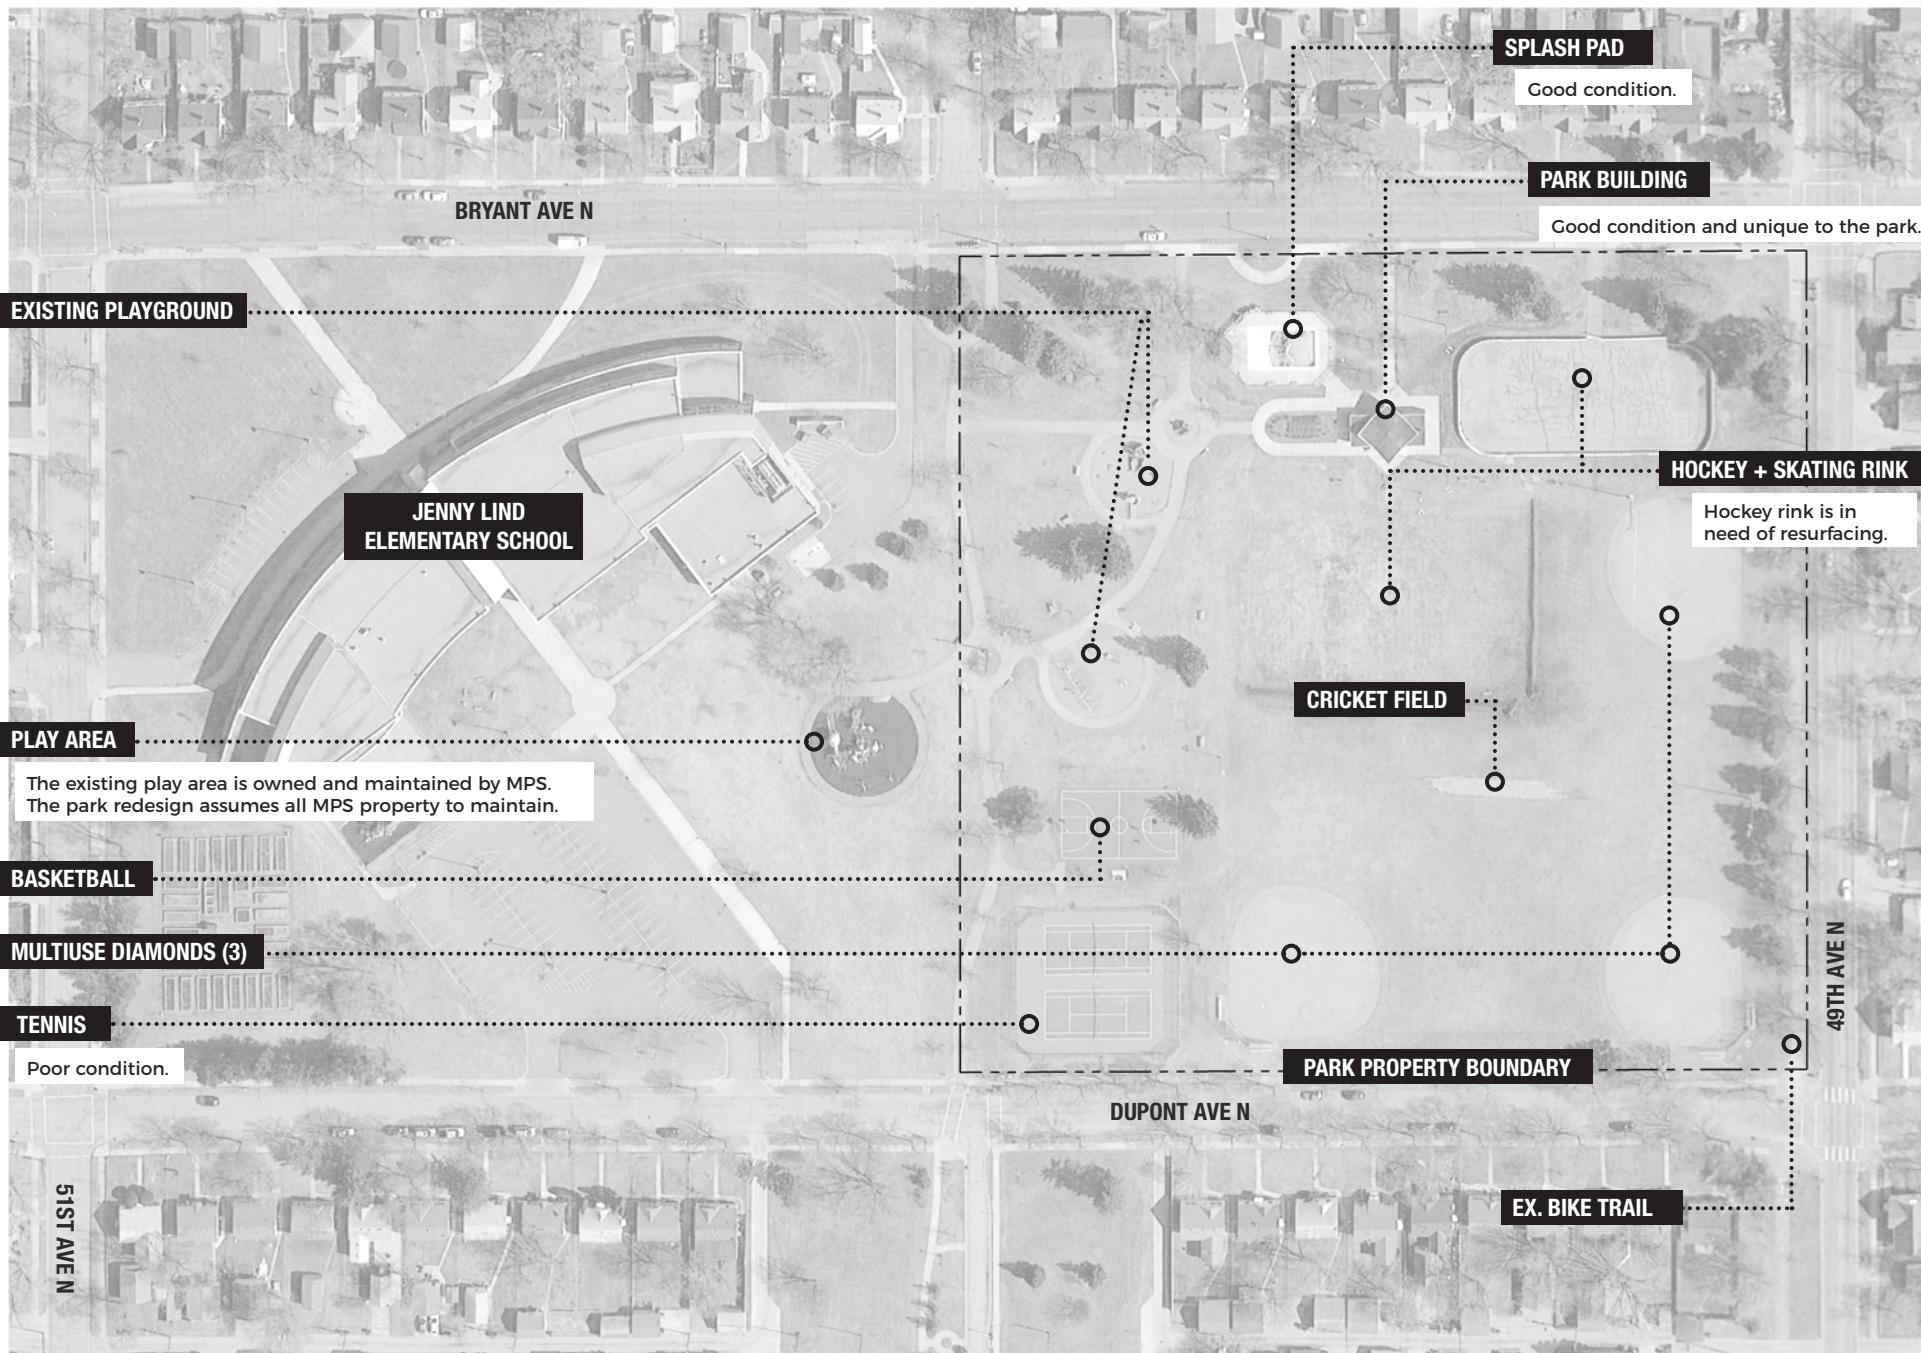 SPLASH PAD
Good condition.
PARK BUILDING
Good condition and unique to the park.
BRYANT AVE N
EXISTING PLAYGROUND
HOCKEY + SKATING RINK
Hockey rink is in
need of resurfacing.
JENNY LIND
ELEMENTARY SCHOOL
CRICKET FIELD
PLAY AREA
The existing play area is owned and maintained by MPS.
The park redesign assumes all MPS property to maintain.
BASKETBALL
MULTIUSE DIAMONDS (3)
49TH AVE N
TENNIS
Poor condition.
PARK PROPERTY BOUNDARY
DUPONT AVE N
51ST AVE N
EX. BIKE TRAIL